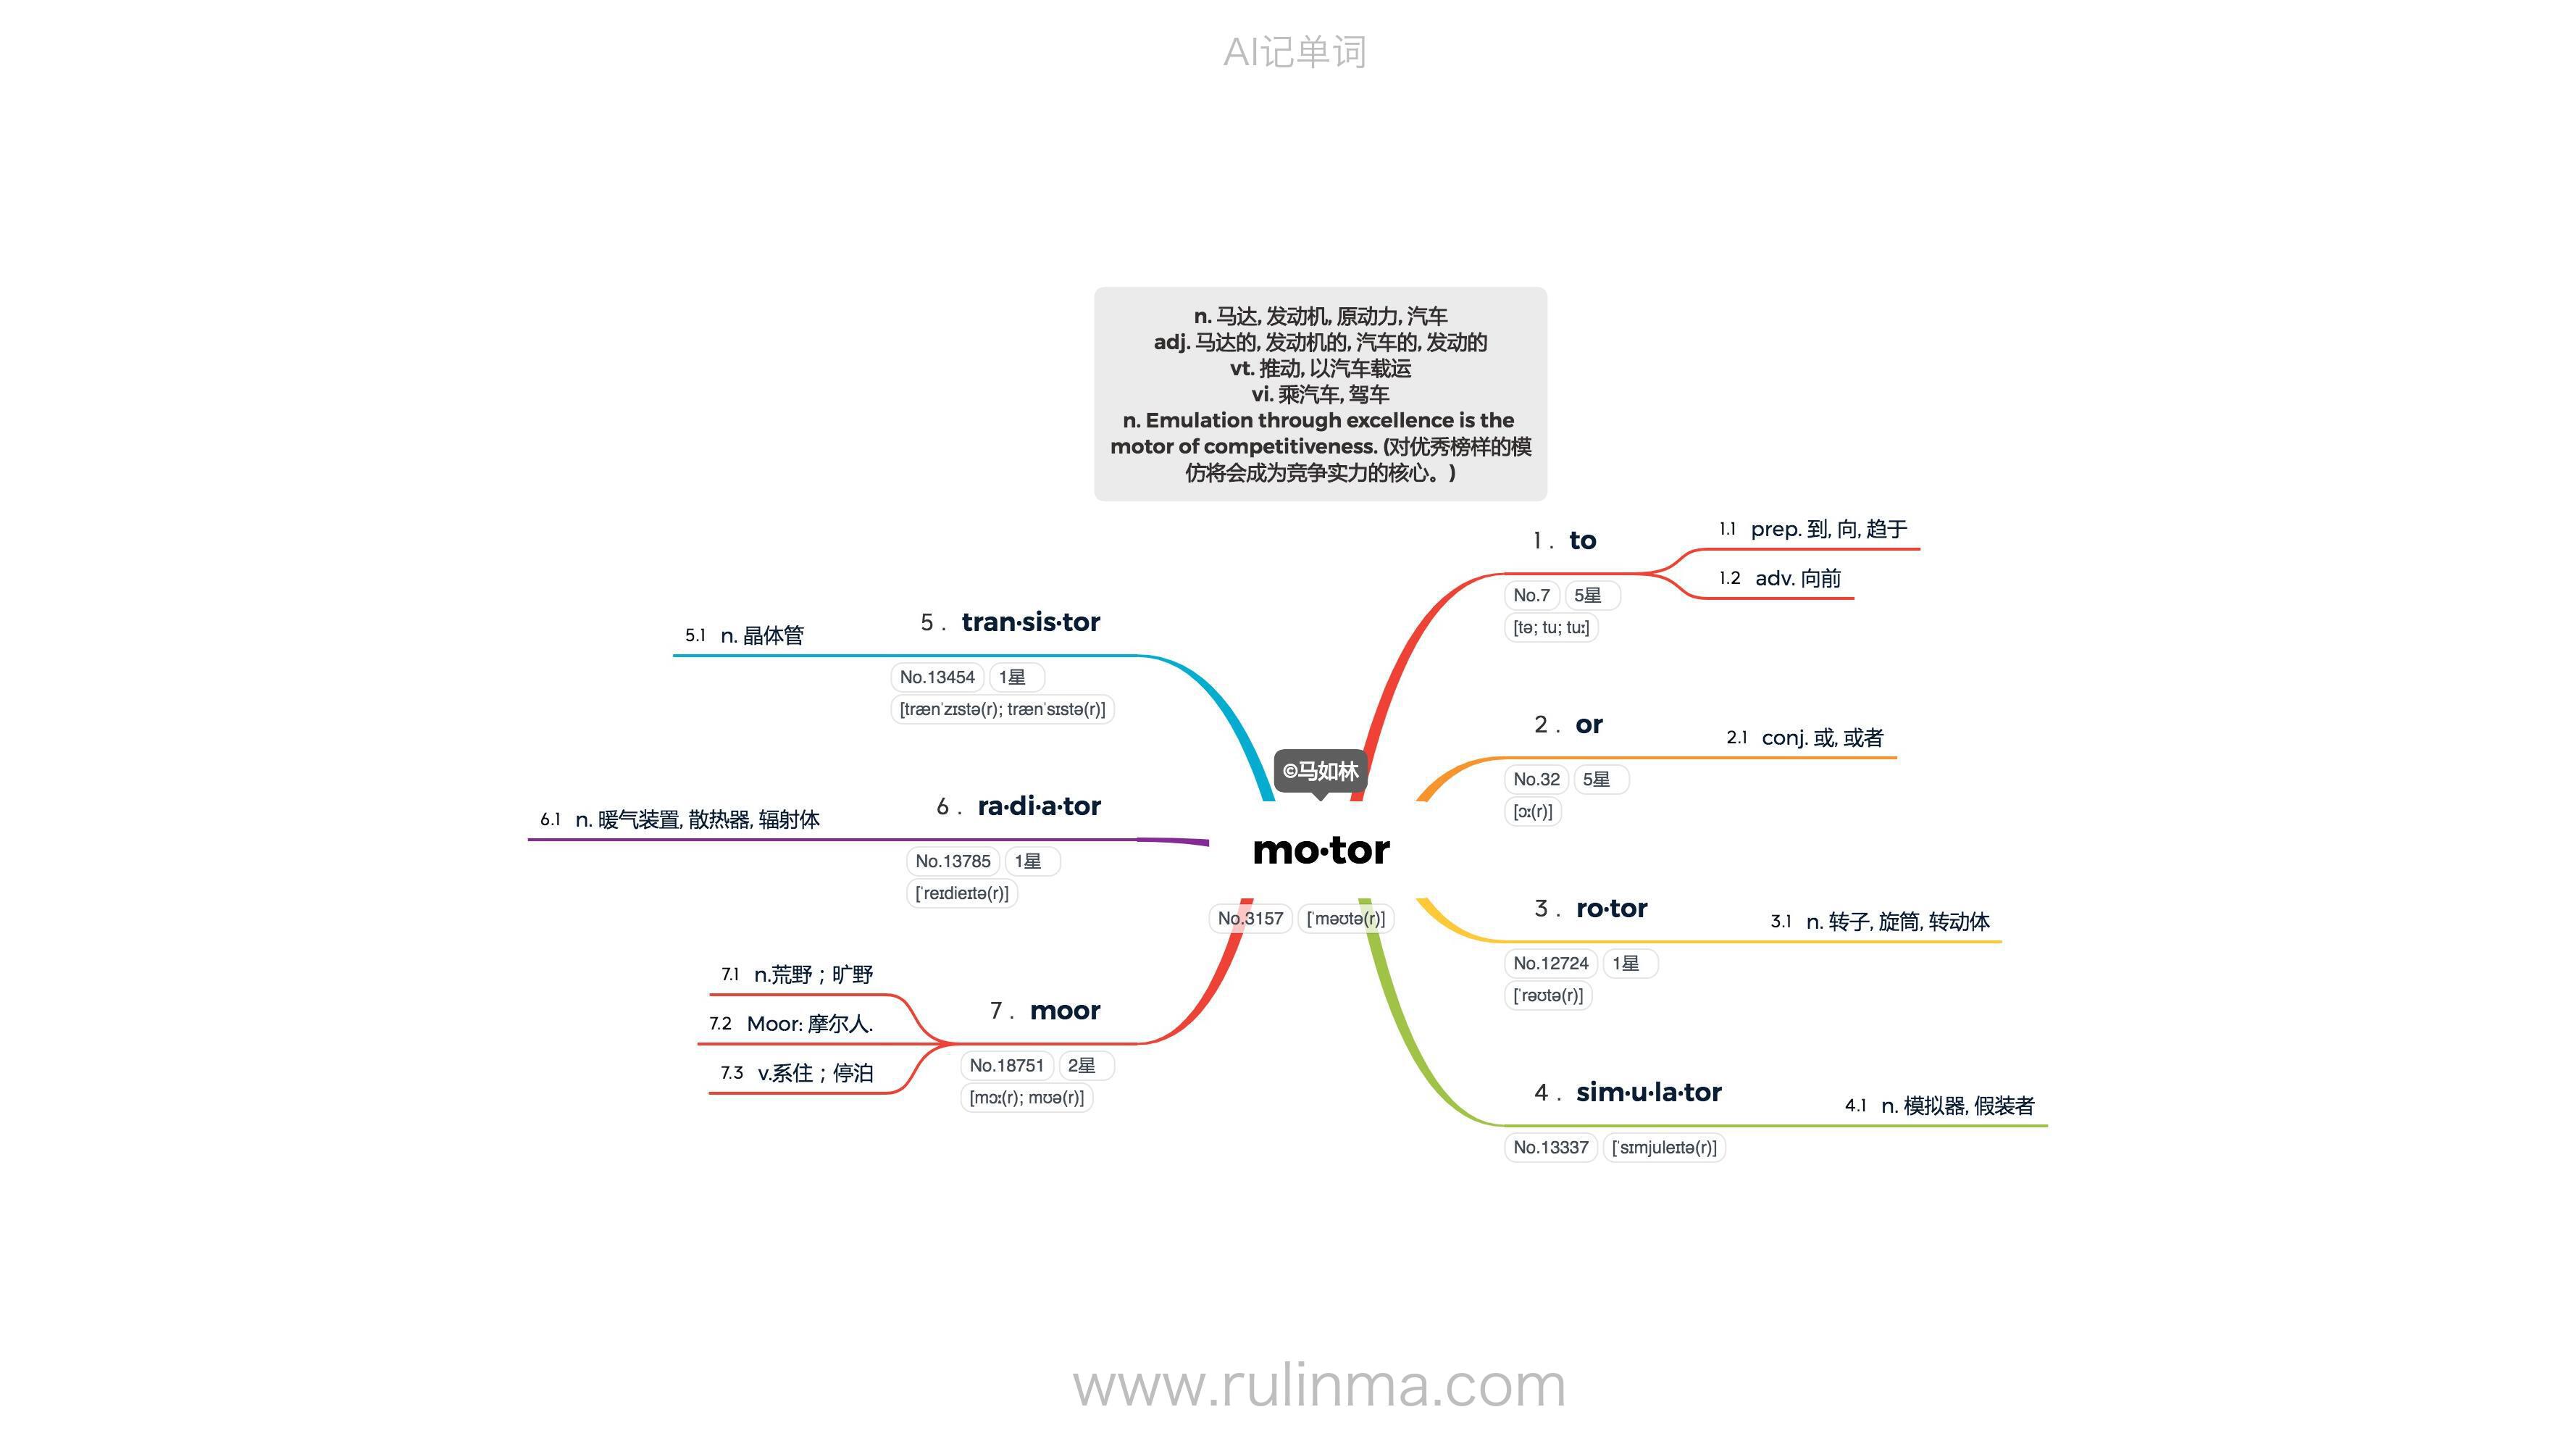 AI记单词
n. 马达, 发动机, 原动力, 汽车
adj. 马达的, 发动机的, 汽车的, 发动的
vt. 推动, 以汽车载运
vi. 乘汽车, 驾车
n. Emulation through excellence is the
motor of competitiveness. (对优秀榜样的模
仿将会成为竞争实力的核心。)
©马如林
mo·tor
No.3157 [ˈməʊtə(r)]
1. to
No.7 5星
[tə; tu; tuː]
1.1 prep. 到, 向, 趋于
1.2 adv. 向前
2. or
No.32 5星
[ɔː(r)]
2.1 conj. 或, 或者
3. ro·tor
No.12724 1星
[ˈrəʊtə(r)]
3.1 n. 转子, 旋筒, 转动体
4. sim·u·la·tor
No.13337 [ˈsɪmjuleɪtə(r)]
4.1 n. 模拟器, 假装者
5. tran·sis·tor
No.13454 1星
[trænˈzɪstə(r); trænˈsɪstə(r)]
5.1 n. 晶体管
6. ra·di·a·tor
No.13785 1星
[ˈreɪdieɪtə(r)]
6.1 n. 暖气装置, 散热器, 辐射体
7. moor
No.18751 2星
[mɔː(r); mʊə(r)]
7.1 n.荒野；旷野
7.2 Moor: 摩尔人.
7.3 v.系住；停泊
www.rulinma.com